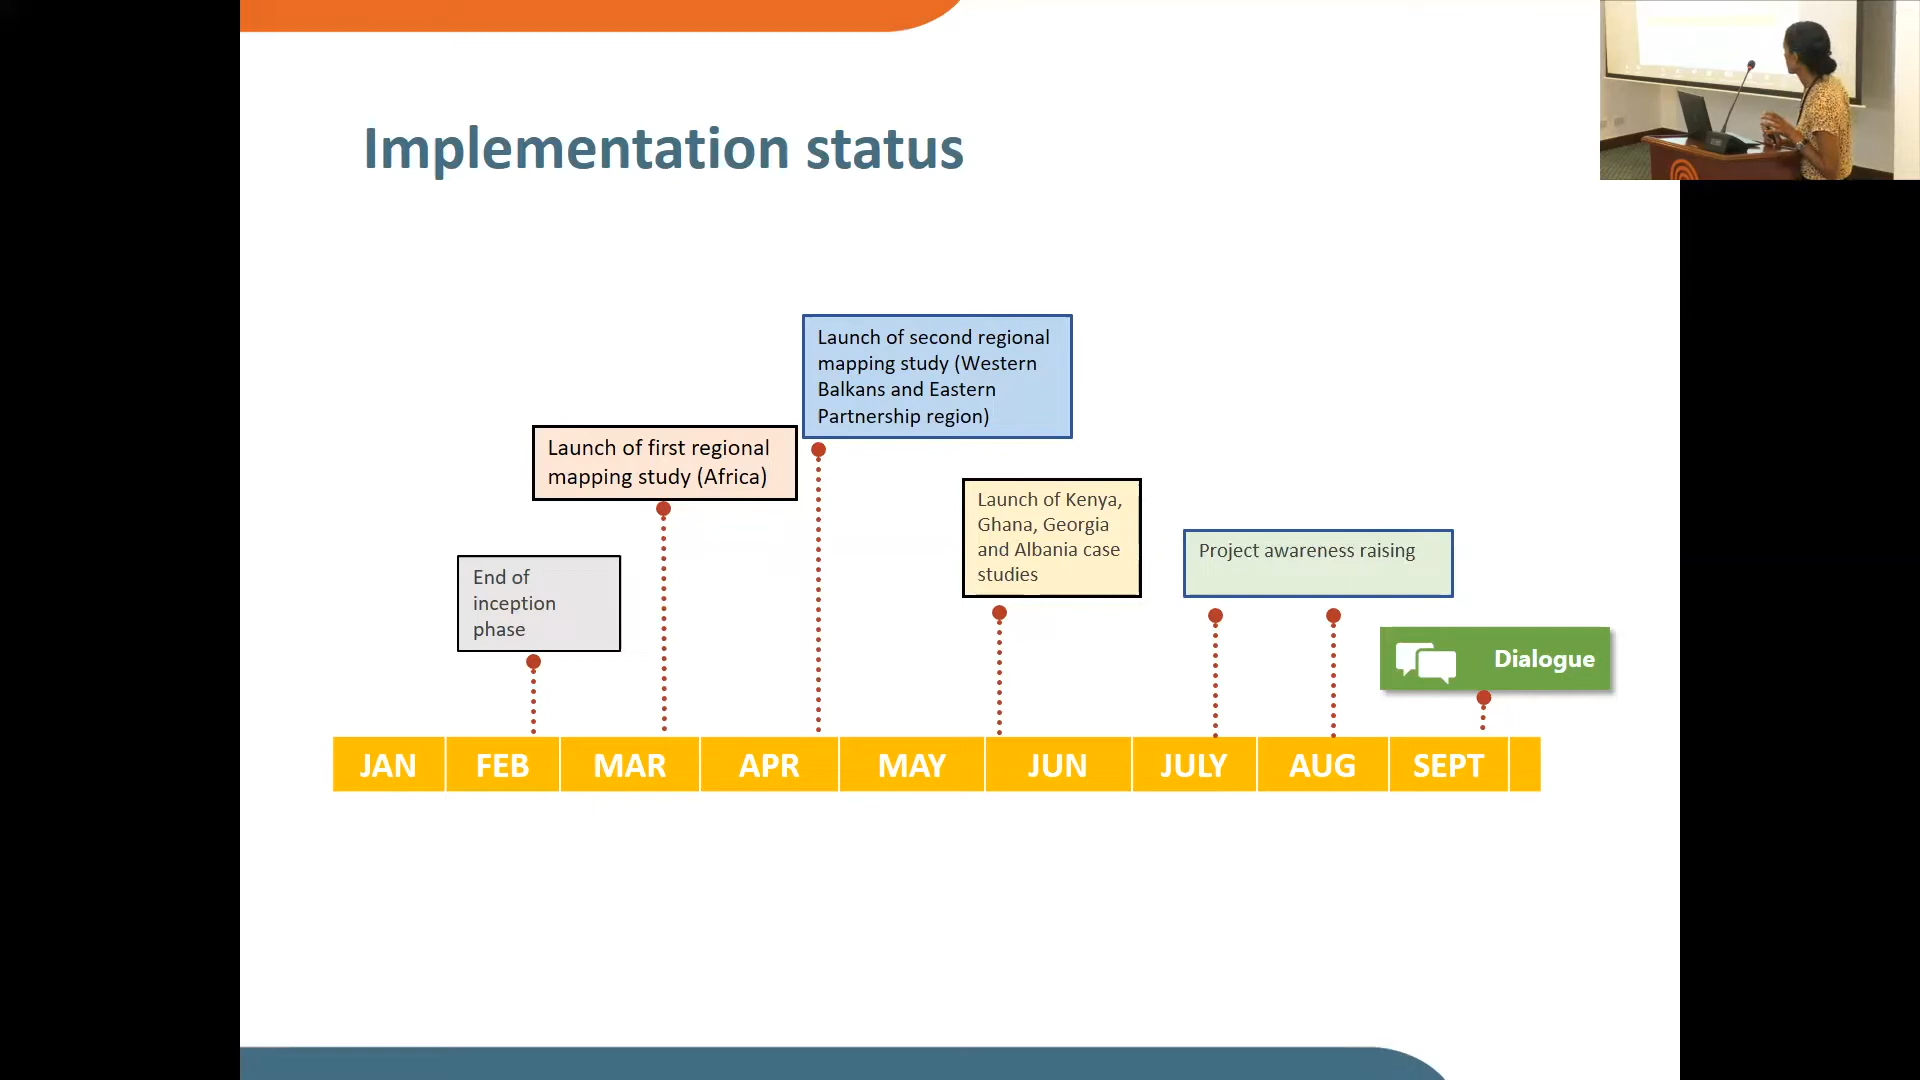 Implementation status
Launch of second regional
mapping study (Western
Balkans and Eastern
Partnership region)
Launch of first regional
mapping study (Africa)
Launch of Kenya,
Ghana, Georgia
and Albania case
studies
Project awareness raising
End of
inception
phase
Dialogue
JAN FEB MAR APR MAY JUN JULY AUG SEPT